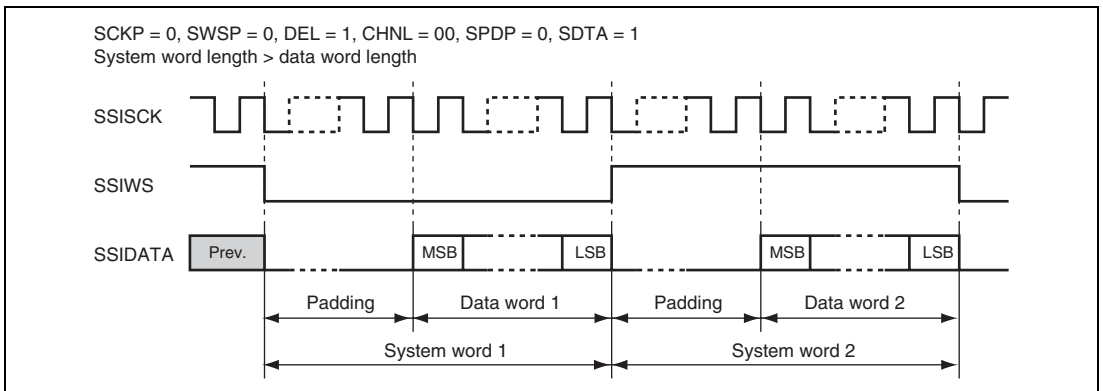 SCKP = 0, SWSP = 0, DEL = 1, CHNL = 00, SPDP = 0, SDTA = 1
System word length > data word length
SSISCK
SSIWS
SSIDATA
Prev.
MSB
LSB
MSB
LSB
Padding
Data word 1
Padding
Data word 2
System word 1
System word 2